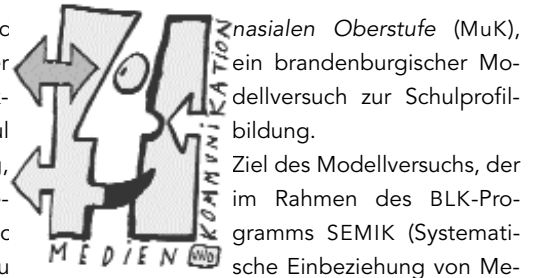 MEDIEN UND
KOMMUNIKATION
nasialen Oberstufe (MuK),
ein brandenburgischer Mo-
dellversuch zur Schulprofil-
bildung.
Ziel des Modellversuchs, der
im Rahmen des BLK-Pro-
gramms SEMIK (Systemati-
sche Einbeziehung von Me-